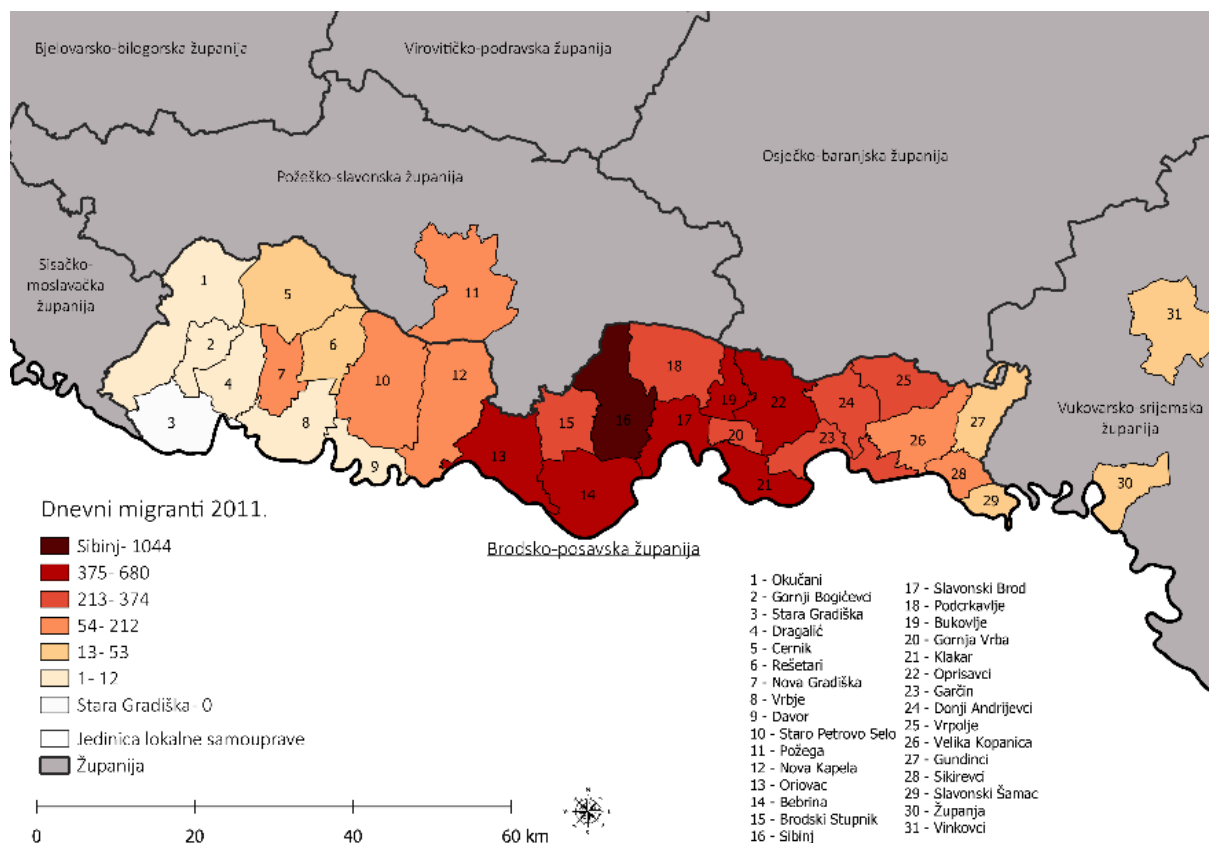 Bjelovarsko-bilogorska županija
Virovitičko-podravska županija
Osječko-baranjska županija
Požeško-slavonska županija
Sisačko-
moslavačka
županija
Vukovarsko-srijemska
županija
1
2
3
4
5
6
7
8
9
10
11
12
13
14
15
16
17
18
19
20
21
22
23
24
25
26
27
28
29
30
31
Brodsko-posavska županija
Dnevni migranti 2011.
Sibinj- 1044
375- 680
213- 374
54- 212
13- 53
1- 12
Stara Gradiška- 0
Jedinica lokalne samouprave
Županija
0 20 40 60 km
1 - Okučani
2 - Gornji Bogićevci
3 - Stara Gradiška
4 - Dragalić
5 - Cernik
6 - Rešetari
7 - Nova Gradiška
8 - Vrbje
9 - Davor
10 - Staro Petrovo Selo
11 - Požega
12 - Nova Kapela
13 - Oriovac
14 - Bebrina
15 - Brodski Stupnik
16 - Sibinj
17 - Slavonski Brod
18 - Podcrkavlje
19 - Bukovlje
20 - Gornja Vrba
21 - Klakar
22 - Oprisavci
23 - Garčin
24 - Donji Andrijevci
25 - Vrpolje
26 - Velika Kopanica
27 - Gundinci
28 - Sikirevci
29 - Slavonski Šamac
30 - Županja
31 - Vinkovci